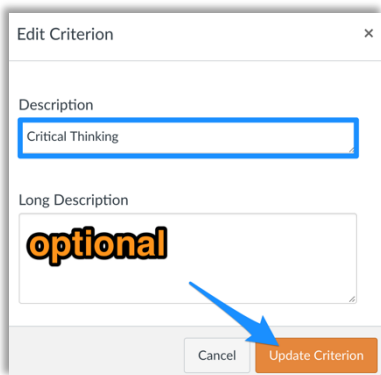 Edit Criterion ×
Description
Critical Thinking
Long Description
optional
Cancel Update Criterion